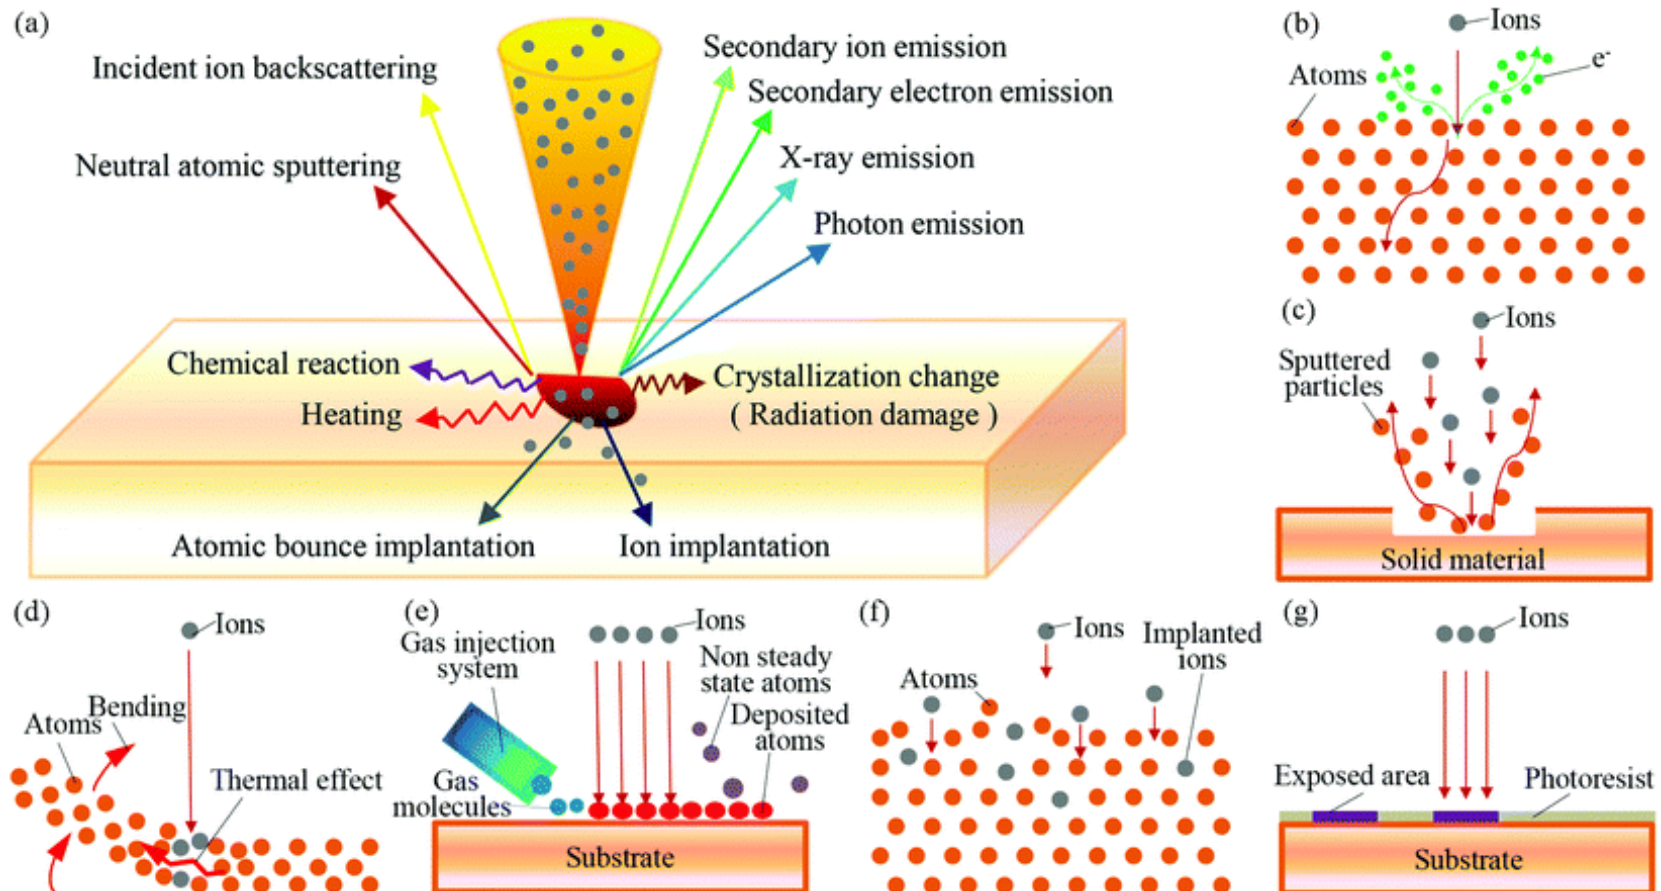 (a)
Incident ion backscattering
Neutral atomic sputtering
Secondary ion emission
Secondary electron emission
X-ray emission
Photon emission
Chemical reaction
Heating
Crystallization change
( Radiation damage )
Atomic bounce implantation
Ion implantation
(b)
Ions
Atoms
e-
(c)
Ions
Sputtered
particles
Solid material
(d)
Ions
Bending
Atoms
Thermal effect
(e)
Ions
Gas injection
system
Non steady
state atoms
Deposited
atoms
Gas
molecules
Substrate
(f)
Ions
Implanted
ions
Atoms
(g)
Ions
Exposed area
Photoresist
Substrate